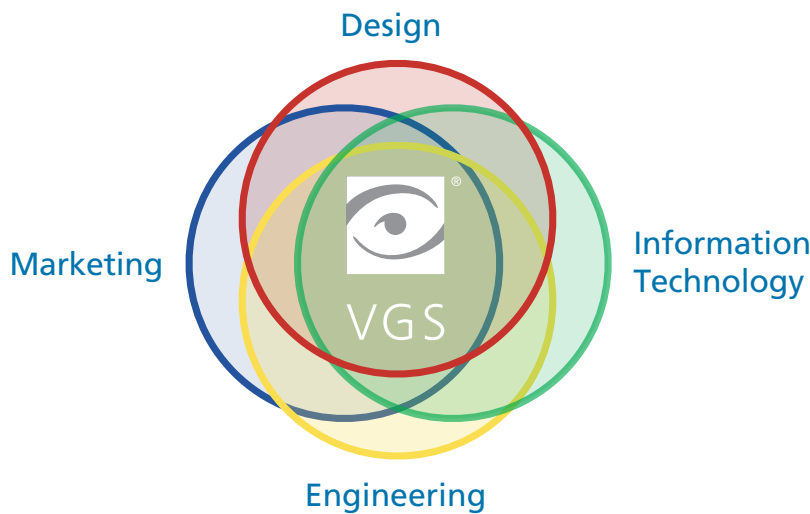 Design
®
Marketing
Information
Technology
VGS
Engineering